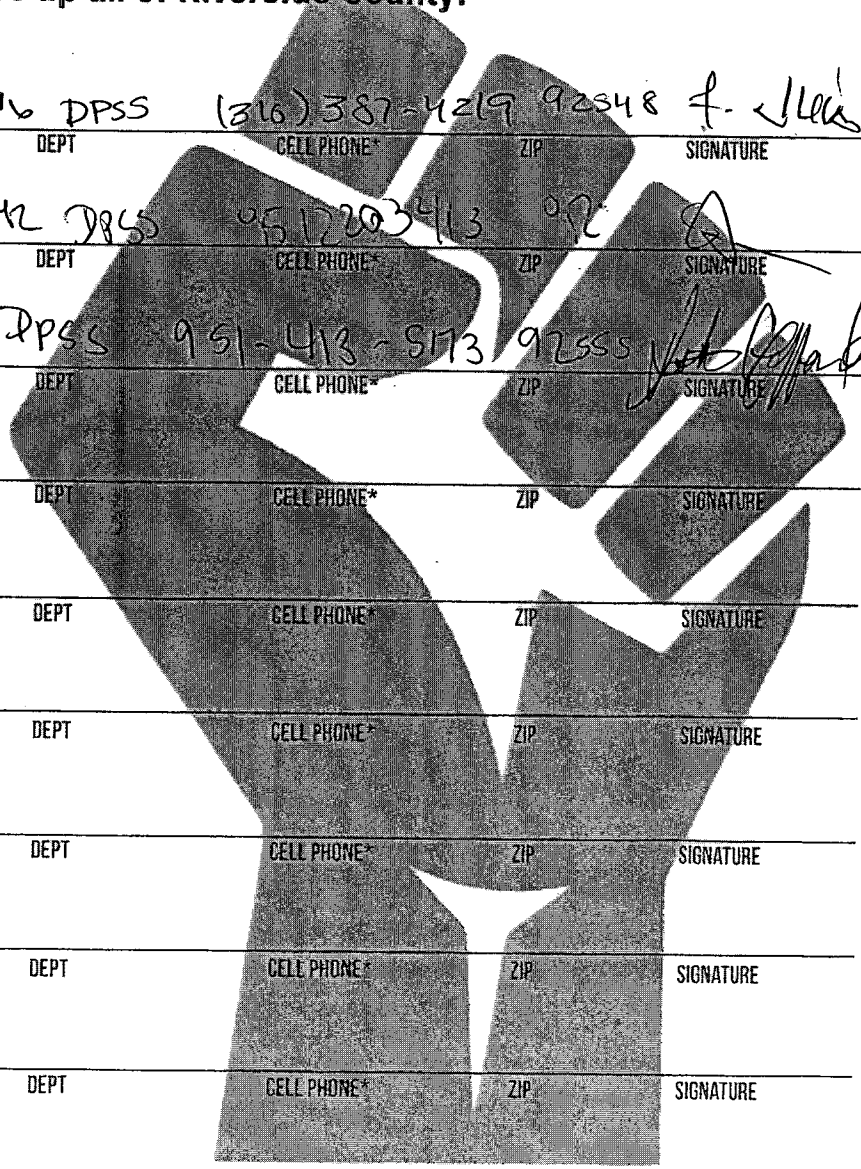 up all of Riverside County.
DPSS (316) 387-4219 92548
DEPT CELL PHONE* ZIP SIGNATURE
DPSS 9512203413 92
DEPT CELL PHONE* ZIP SIGNATURE
DPSS 951-413-5173 92555
DEPT CELL PHONE* ZIP SIGNATURE
DEPT CELL PHONE* ZIP SIGNATURE
DEPT CELL PHONE* ZIP SIGNATURE
DEPT CELL PHONE* ZIP SIGNATURE
DEPT CELL PHONE* ZIP SIGNATURE
DEPT CELL PHONE* ZIP SIGNATURE
DEPT CELL PHONE* ZIP SIGNATURE